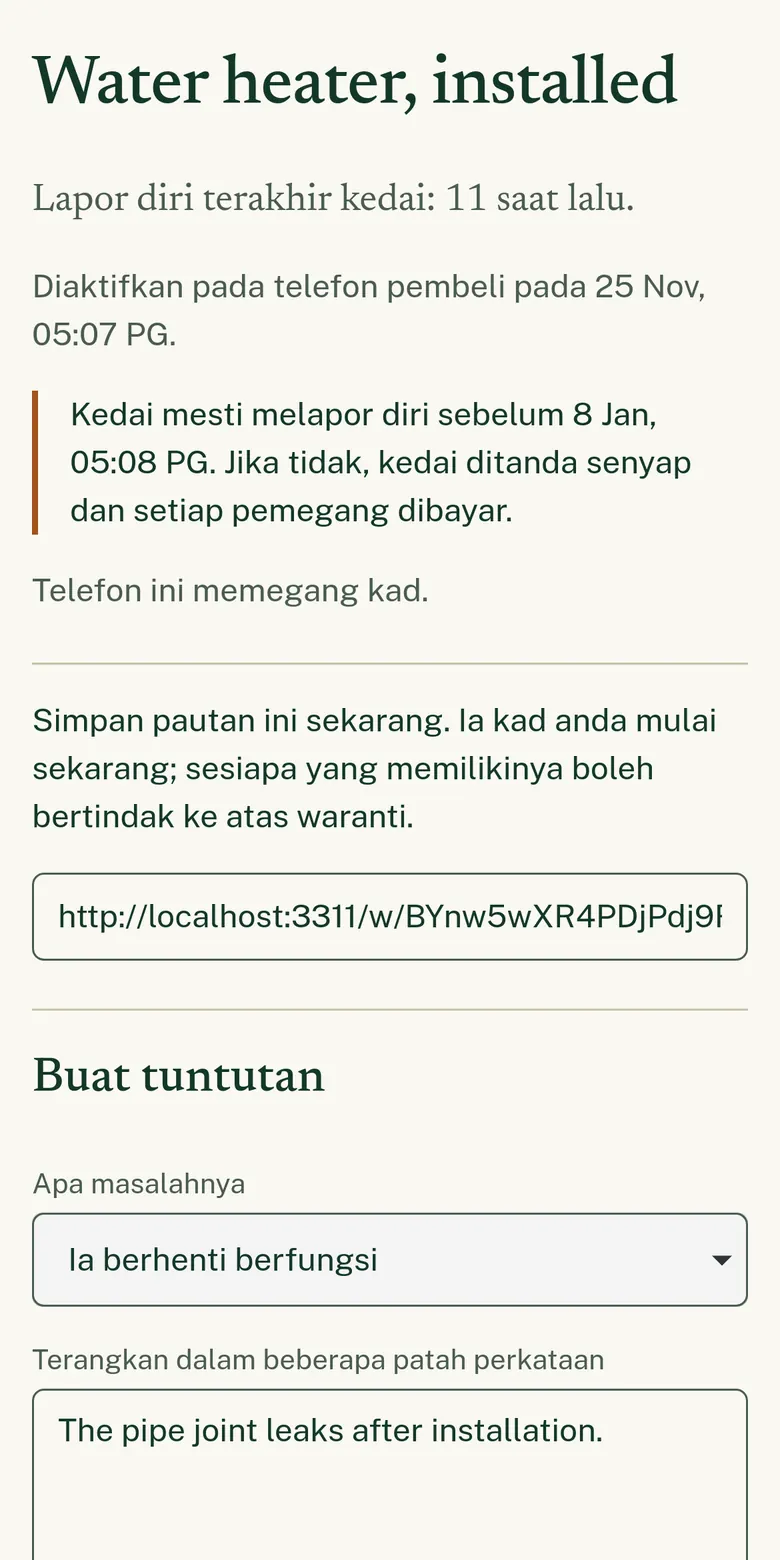 Water heater, installed
Lapor diri terakhir kedai: 11 saat lalu.
Diaktifkan pada telefon pembeli pada 25 Nov,
05:07 PG.
Kedai mesti melapor diri sebelum 8 Jan,
05:08 PG. Jika tidak, kedai ditanda senyap
dan setiap pemegang dibayar.
Telefon ini memegang kad.
Simpan pautan ini sekarang. Ia kad anda mulai
sekarang; sesiapa yang memilikinya boleh
bertindak ke atas waranti.
http://localhost:3311/w/BYnw5wXR4PDjPdj9
Buat tuntutan
Apa masalahnya
Ia berhenti berfungsi
Terangkan dalam beberapa patah perkataan
The pipe joint leaks after installation.